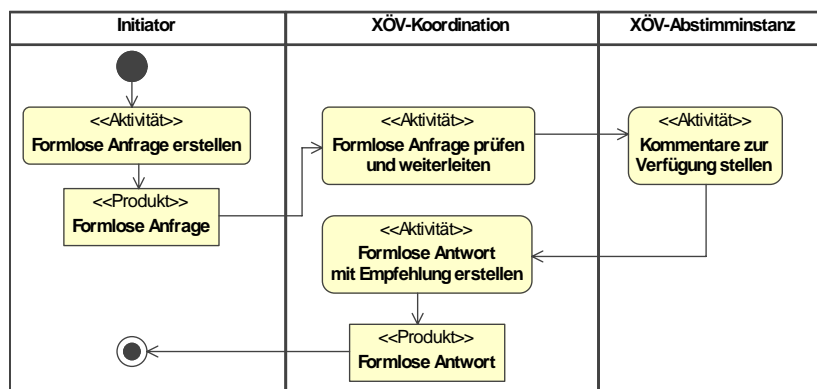 Initiator
XÖV-Koordination
XÖV-Abstimminstanz
<<Aktivität>>
Formlose Anfrage erstellen
<<Produkt>>
Formlose Anfrage
<<Aktivität>>
Formlose Anfrage prüfen
und weiterleiten
<<Aktivität>>
Kommentare zur
Verfügung stellen
<<Aktivität>>
Formlose Antwort
mit Empfehlung erstellen
<<Produkt>>
Formlose Antwort